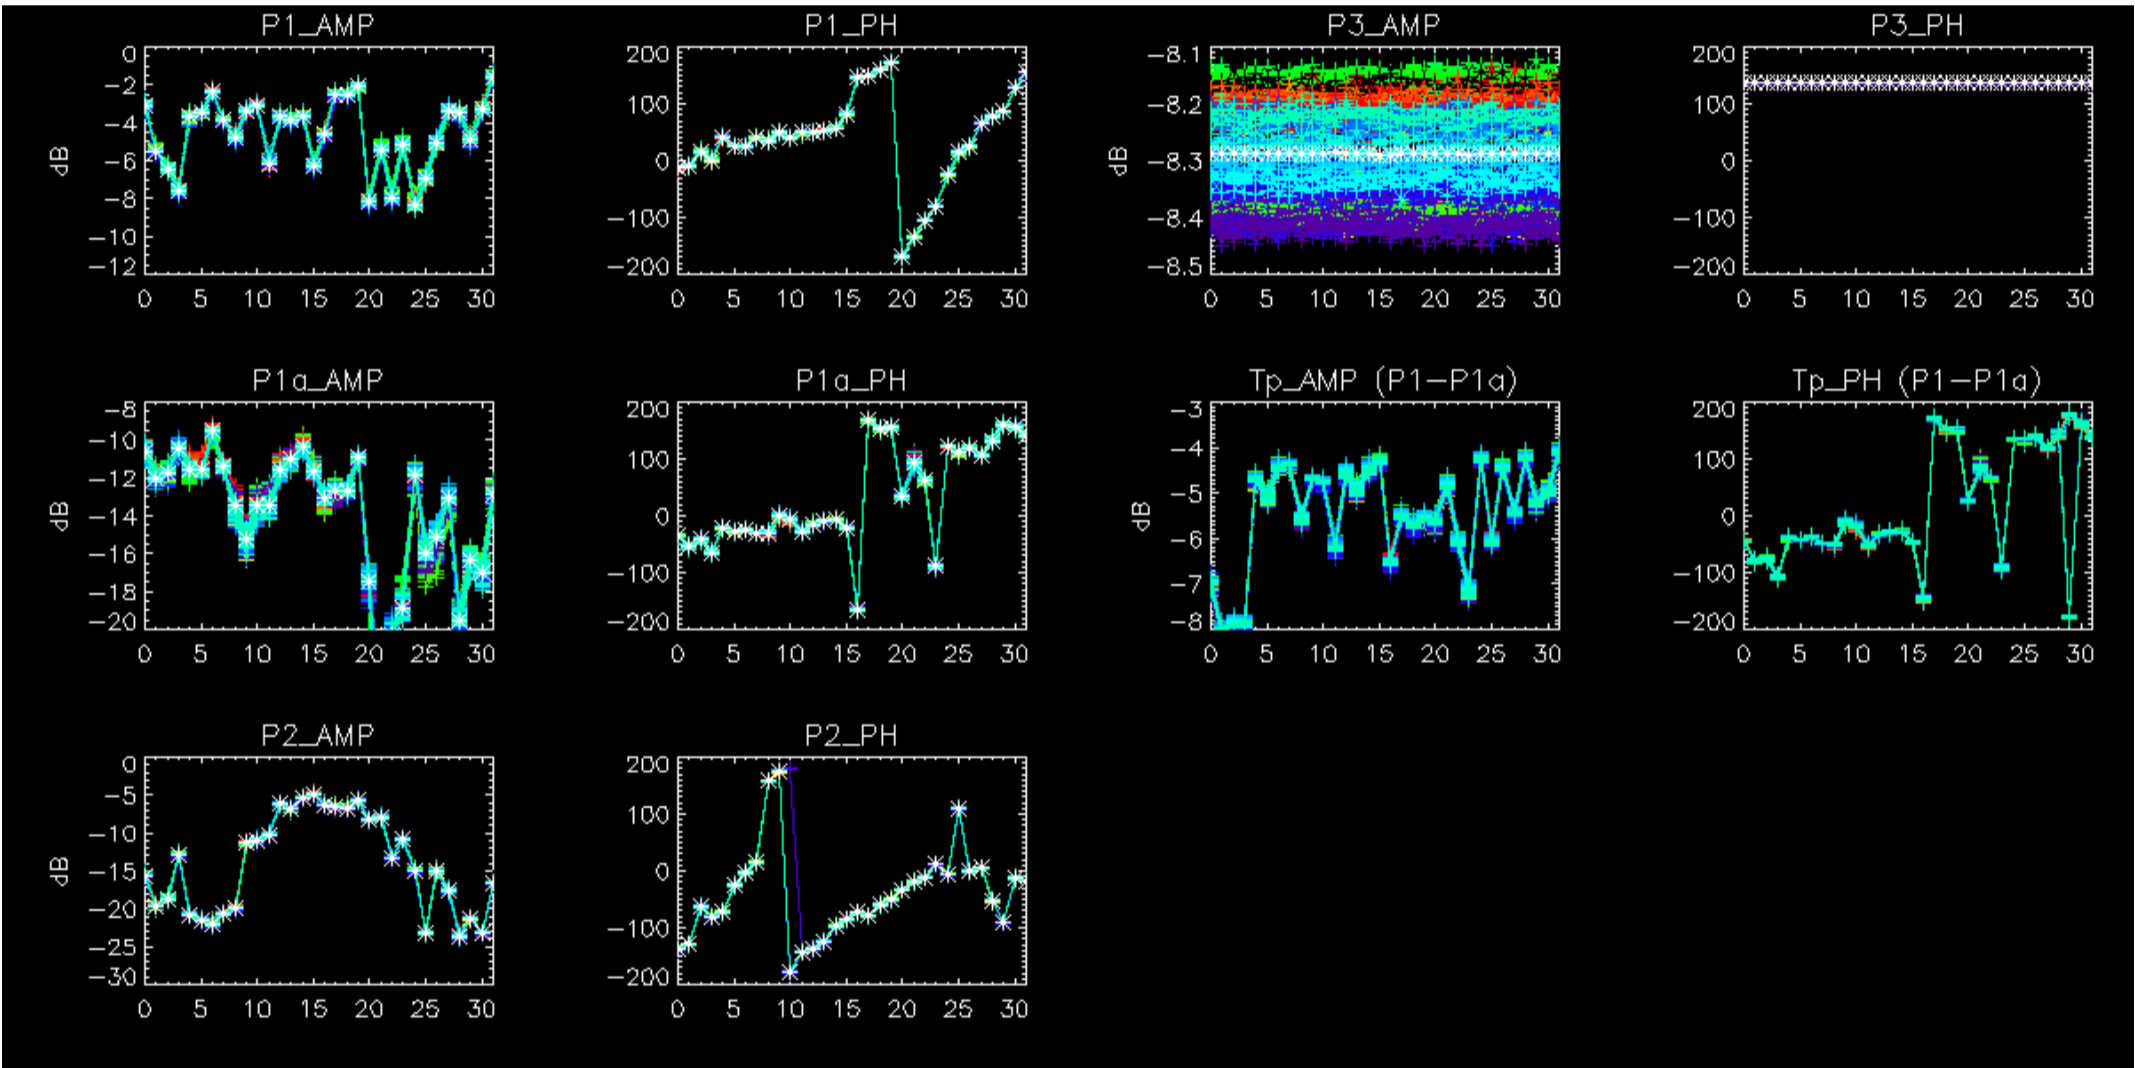 P1_AMP
0
−2
−4
−6
−8
−10
−12
dB
0 5 10 15 20 25 30
P1_PH
200
100
0
−100
−200
0 5 10 15 20 25 30
P3_AMP
−8.1
−8.2
−8.3
−8.4
−8.5
dB
0 5 10 15 20 25 30
P3_PH
200
100
0
−100
−200
0 5 10 15 20 25 30
P1a_AMP
−8
−10
−12
−14
−16
−18
−20
dB
0 5 10 15 20 25 30
P1a_PH
200
100
0
−100
−200
0 5 10 15 20 25 30
Tp_AMP (P1−P1a)
−3
−4
−5
−6
−7
−8
dB
0 5 10 15 20 25 30
Tp_PH (P1−P1a)
200
100
0
−100
−200
0 5 10 15 20 25 30
P2_AMP
0
−5
−10
−15
−20
−25
−30
dB
0 5 10 15 20 25 30
P2_PH
200
100
0
−100
−200
0 5 10 15 20 25 30